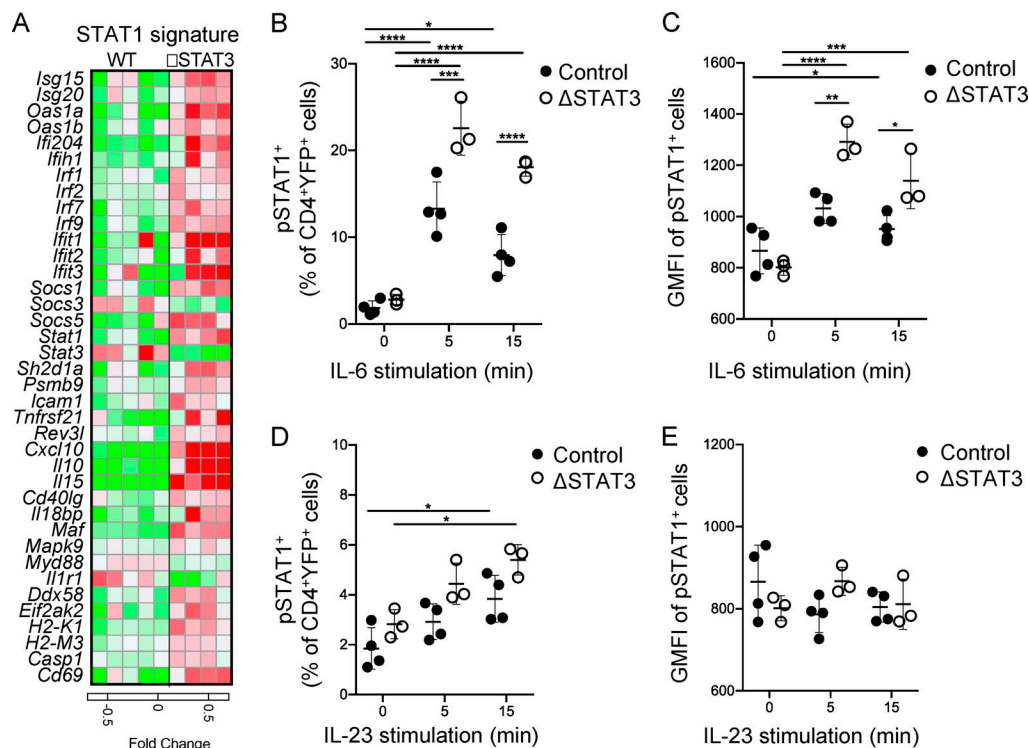 A
STAT1 signature
WT □STAT3
Isg15
Isg20
Oas1a
Oas1b
Ifi204
Ifih1
Irf1
Irf2
Irf7
Irf9
Ifit1
Ifit2
Ifit3
Socs1
Socs3
Socs5
Stat1
Stat3
Sh2d1a
Psmb9
Icam1
Tnfrsf21
Rev3l
Cxcl10
Il10
Il15
Cd40lg
Il18bp
Maf
Mapk9
Myd88
Il1r1
Ddx58
Eif2ak2
H2-K1
H2-M3
Casp1
Cd69
-0.5 0 0.5
Fold Change
B
pSTAT1+
(% of CD4+YFP+ cells)
30
20
10
0
*
****
****
****
***
****
Control
ΔSTAT3
0 5 15
IL-6 stimulation (min)
C
GMFI of pSTAT1+ cells
1600
1400
1200
1000
800
600
***
****
*
**
*
Control
ΔSTAT3
0 5 15
IL-6 stimulation (min)
D
pSTAT1+
(% of CD4+YFP+ cells)
10
8
6
4
2
0
*
*
Control
ΔSTAT3
0 5 15
IL-23 stimulation (min)
E
GMFI of pSTAT1+ cells
1200
1000
800
600
Control
ΔSTAT3
0 5 15
IL-23 stimulation (min)